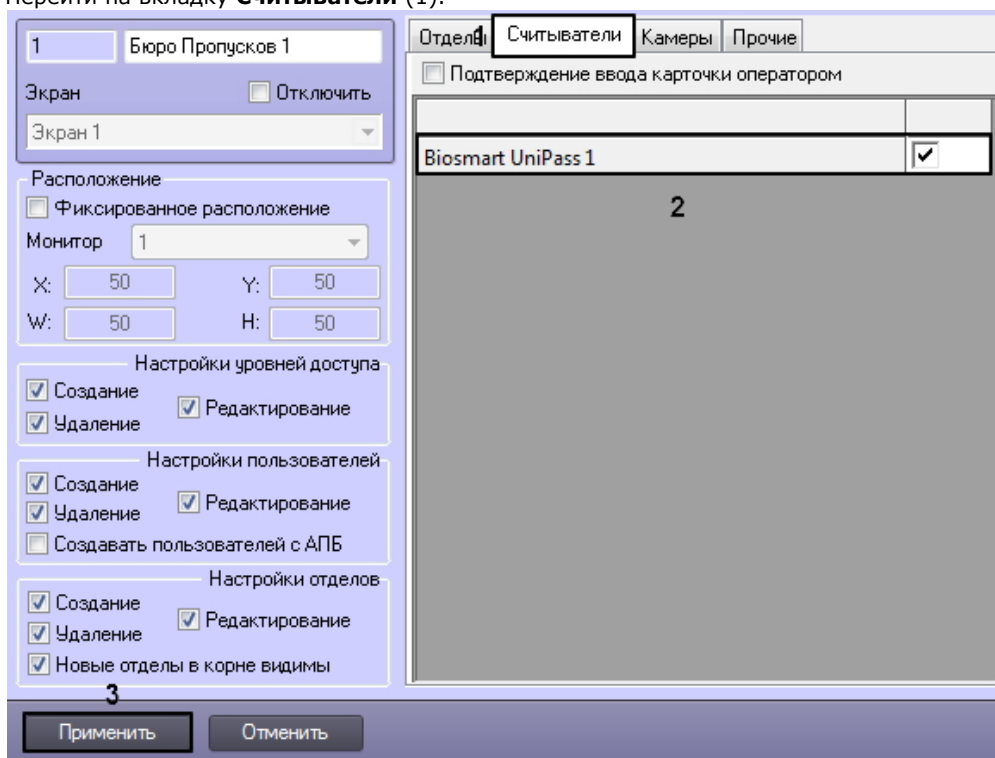 Перейти на вкладку Считыватели (1).
1 Бюро Пропусков 1
Экран Отключить
Экран 1
Расположение
Фиксированное расположение
Монитор 1
X: 50 Y: 50
W: 50 H: 50
Настройки уровней доступа
Создание
Редактирование
Удаление
Настройки пользователей
Создание
Редактирование
Удаление
Создавать пользователей с АПБ
Настройки отделов
Создание
Редактирование
Удаление
Новые отделы в корне видимы
3
Применить Отменить
Отделы 1 Считыватели Камеры Прочие
Подтверждение ввода карточки оператором
Biosmart UniPass 1
2